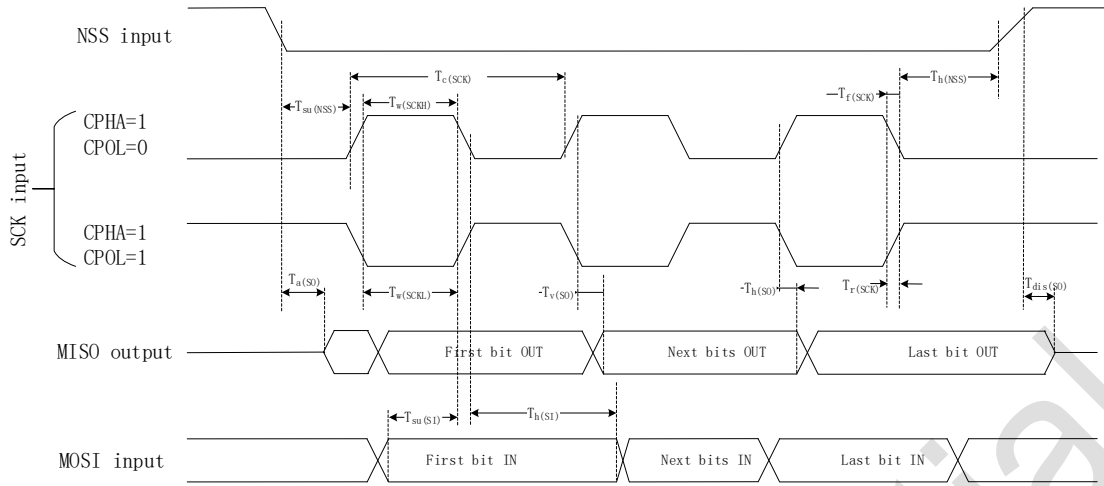 NSS input
Tc(SCK)
Th(NSS)
Tsu(NSS)
Tw(SCKH)
Tf(SCK)
SCK input
CPHA=1
CPOL=0
CPHA=1
CPOL=1
Ta(SO)
Tw(SCKL)
Tv(SO)
Th(SO)
Tr(SCK)
Tdis(SO)
MISO output
First bit OUT
Next bits OUT
Last bit OUT
Tsu(SI)
Th(SI)
MOSI input
First bit IN
Next bits IN
Last bit IN